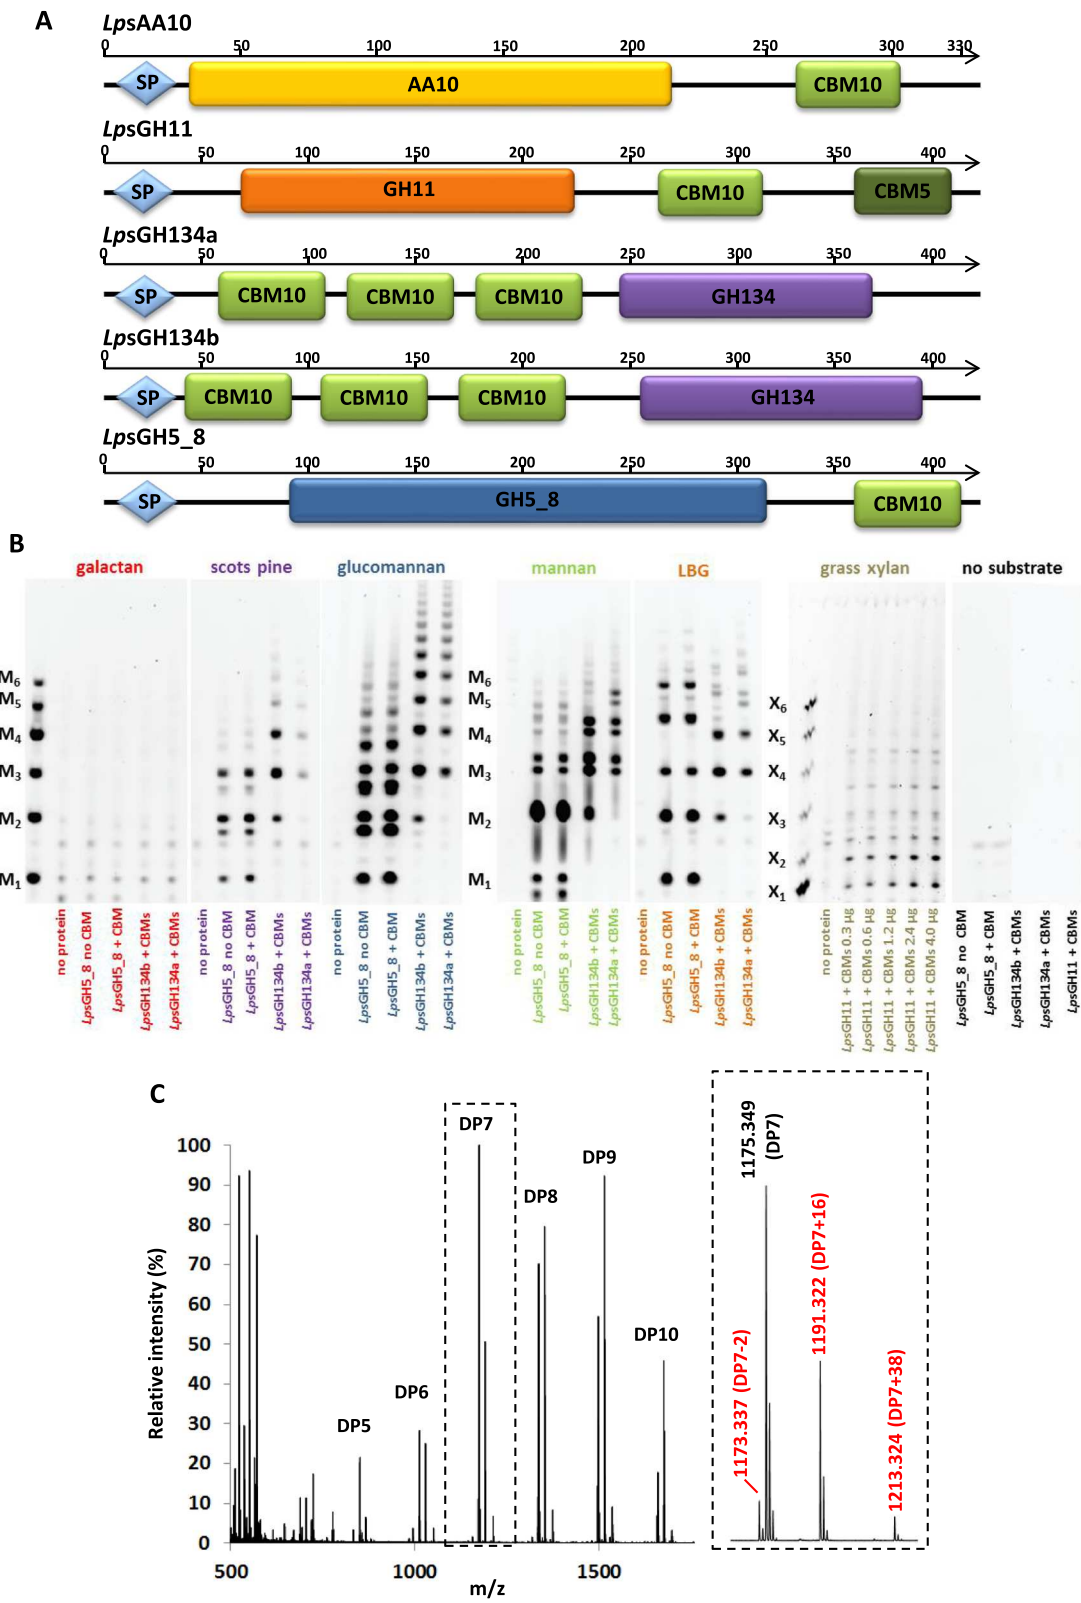 A
LpsAA10
0 50 100 150 200 250 300 330
SP AA10 CBM10
LpsGH11
0 50 100 150 200 250 300 350 400
SP GH11 CBM10 CBM5
LpsGH134a
0 50 100 150 200 250 300 350 400
SP CBM10 CBM10 CBM10 GH134
LpsGH134b
0 50 100 150 200 250 300 350 400
SP CBM10 CBM10 CBM10 GH134
LpsGH5_8
0 50 100 150 200 250 300 350 400
SP GH5_8 CBM10
B
galactan scots pine glucomannan mannan LBG grass xylan no substrate
M6 M6
M5 M5 X6
M4 M4 X5
M3 M3 X4
M2 M2 X3
X2
M1 M1 X1
no protein
LpsGH5_8 no CBM
LpsGH5_8 + CBM
LpsGH134b + CBMs
LpsGH134a + CBMs
no protein
LpsGH5_8 no CBM
LpsGH5_8 + CBM
LpsGH134b + CBMs
LpsGH134a + CBMs
no protein
LpsGH5_8 no CBM
LpsGH5_8 + CBM
LpsGH134b + CBMs
LpsGH134a + CBMs
no protein
LpsGH5_8 no CBM
LpsGH5_8 + CBM
LpsGH134b + CBMs
LpsGH134a + CBMs
no protein
LpsGH5_8 no CBM
LpsGH5_8 + CBM
LpsGH134b + CBMs
LpsGH134a + CBMs
no protein
LpsGH11 + CBMs 0.3 µg
LpsGH11 + CBMs 0.6 µg
LpsGH11 + CBMs 1.2 µg
LpsGH11 + CBMs 2.4 µg
LpsGH11 + CBMs 4.0 µg
LpsGH5_8 no CBM
LpsGH5_8 + CBM
LpsGH134b + CBMs
LpsGH134a + CBMs
LpsGH11 + CBMs
C
Relative intensity (%)
100
90
80
70
60
50
40
30
20
10
0
500 1000 1500
m/z
DP5
DP6
DP7
DP8
DP9
DP10
1173.337 (DP7-2)
1175.349
(DP7)
1191.322 (DP7+16)
1213.324 (DP7+38)